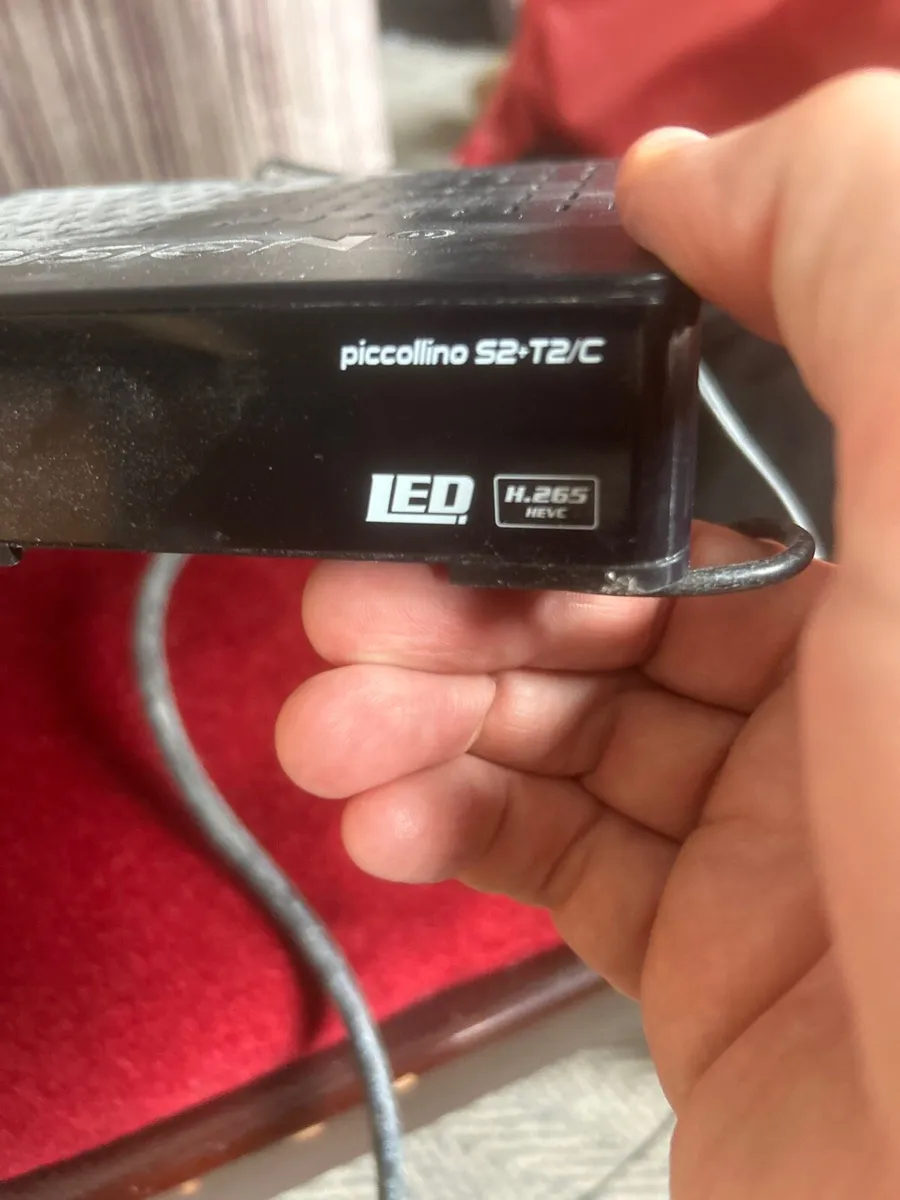 piccollino S2+T2/C
LED
H.265
HEVC